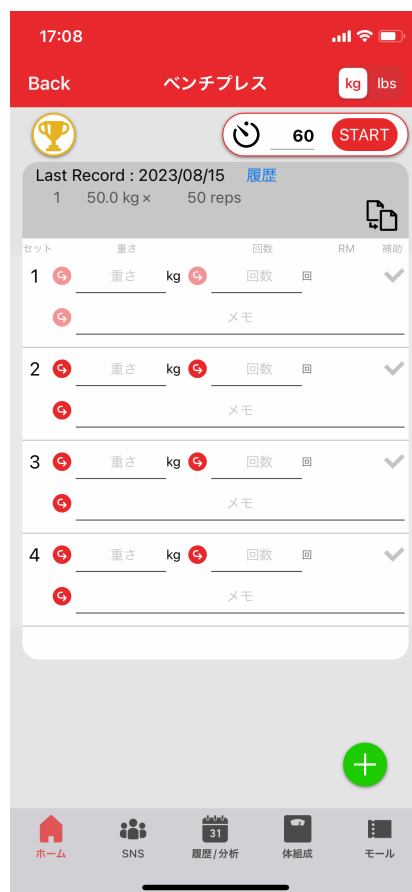 17:08
Back ベンチプレス kg lbs
60 START
Last Record : 2023/08/15 履歴
1 50.0 kg × 50 reps
セット 重さ 回数 RM 補助
1 重さ kg 回数 回
メモ
2 重さ kg 回数 回
メモ
3 重さ kg 回数 回
メモ
4 重さ kg 回数 回
メモ
31
ホーム SNS 履歴/分析 体組成 モール